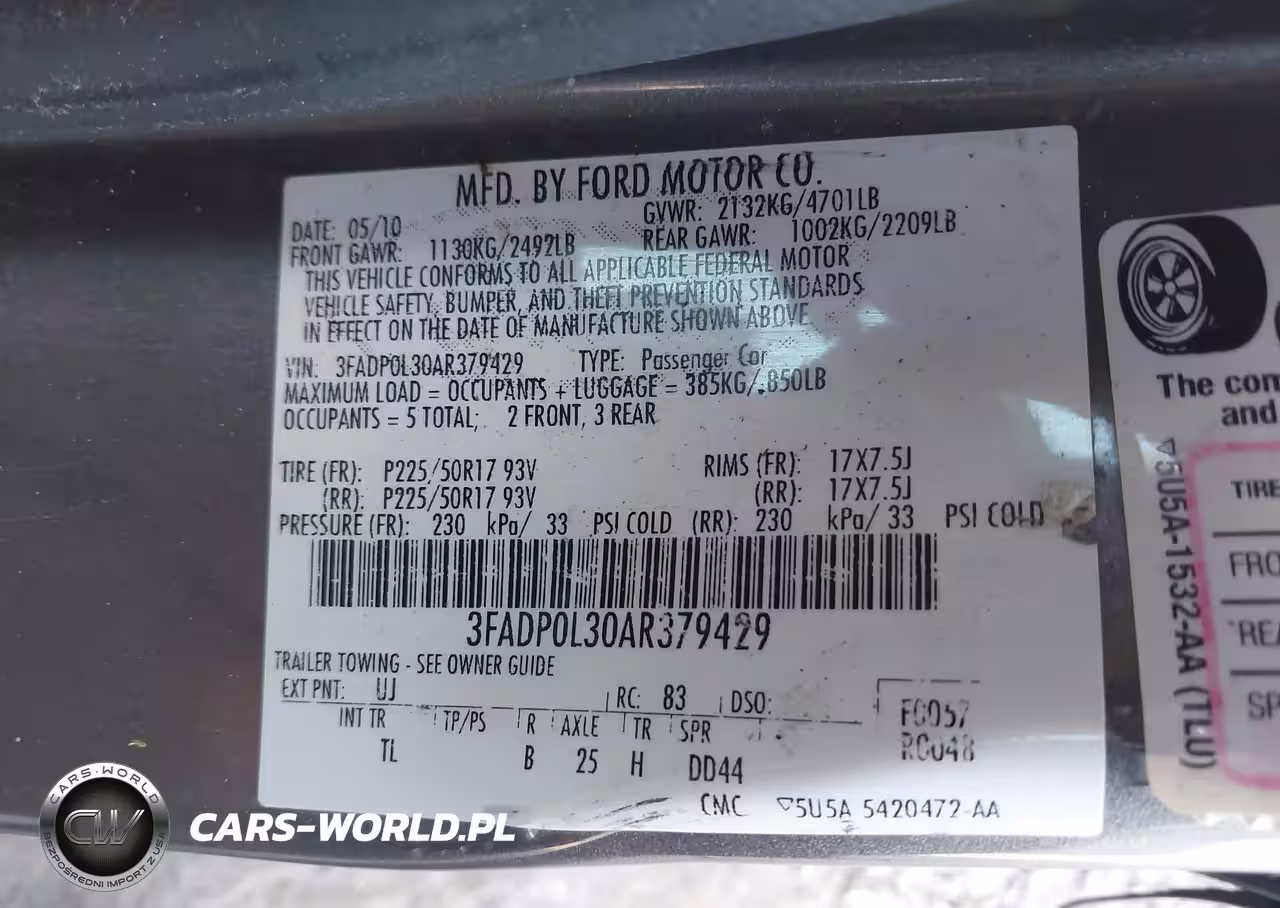 MFD. BY FORD MOTOR CO.
DATE: 05/10 GVWR: 2132KG/4701LB
FRONT GAWR: 1130KG/2492LB REAR GAWR: 1002KG/2209LB
THIS VEHICLE CONFORMS TO ALL APPLICABLE FEDERAL MOTOR
VEHICLE SAFETY, BUMPER, AND THEFT PREVENTION STANDARDS
IN EFFECT ON THE DATE OF MANUFACTURE SHOWN ABOVE
VIN: 3FADP0L30AR379429 TYPE: Passenger Car
MAXIMUM LOAD = OCCUPANTS + LUGGAGE = 385KG/.850LB
OCCUPANTS = 5 TOTAL; 2 FRONT, 3 REAR
TIRE (FR): P225/50R17 93V RIMS (FR): 17X7.5J
(RR): P225/50R17 93V (RR): 17X7.5J
PRESSURE (FR): 230 kPa/ 33 PSI COLD (RR): 230 kPa/ 33 PSI COLD
3FADP0L30AR379429
TRAILER TOWING - SEE OWNER GUIDE
EXT PNT: UJ RC: 83 DSO:
INT TR TP/PS R AXLE TR SPR
TL B 25 H DD44
F0057
RC048
CMC ▽5U5A 5420472-AA
The con
and
▽5U5A-1532-AA (TLU)
TIRE
FRO
REA
SP
CARS-WORLD
CW
BEZPOŚREDNI IMPORT Z USA
CARS-WORLD.PL